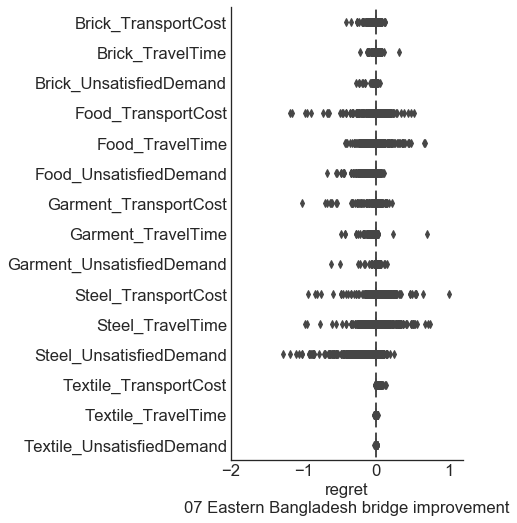 Brick_TransportCost
Brick_TravelTime
Brick_UnsatisfiedDemand
Food_TransportCost
Food_TravelTime
Food_UnsatisfiedDemand
Garment_TransportCost
Garment_TravelTime
Garment_UnsatisfiedDemand
Steel_TransportCost
Steel_TravelTime
Steel_UnsatisfiedDemand
Textile_TransportCost
Textile_TravelTime
Textile_UnsatisfiedDemand
−2 −1 0 1
regret
07 Eastern Bangladesh bridge improvement